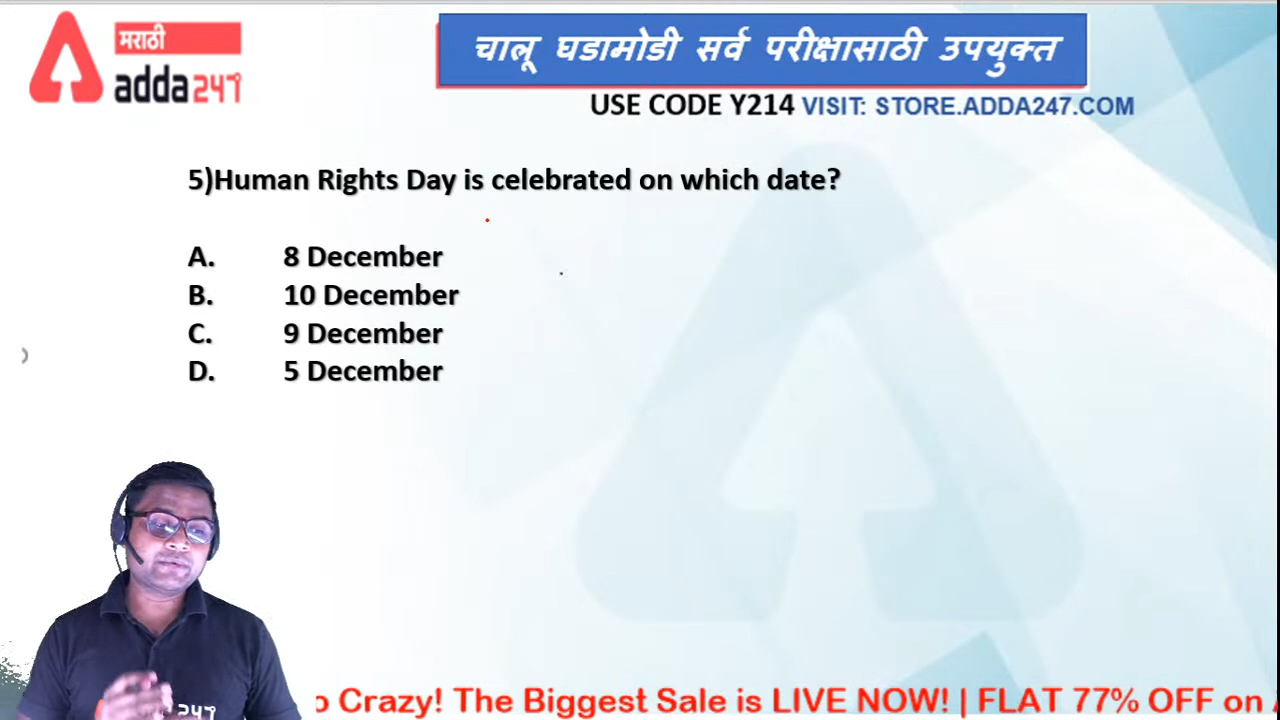 मराठी
adda247
चालू घडामोडी सर्व परीक्षासाठी उपयुक्त
USE CODE Y214 VISIT: STORE.ADDA247.COM
5)Human Rights Day is celebrated on which date?
A. 8 December
B. 10 December
C. 9 December
D. 5 December
247
o Crazy! The Biggest Sale is LIVE NOW! | FLAT 77% OFF on